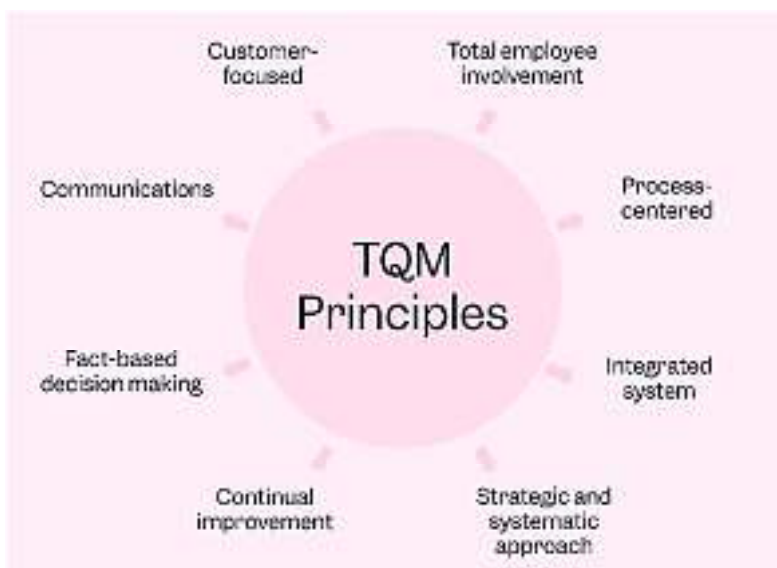 Customer-
focused
Total employee
involvement
Process-
centered
Integrated
system
Strategic and
systematic
approach
Continual
improvement
Fact-based
decision making
Communications
TQM
Principles